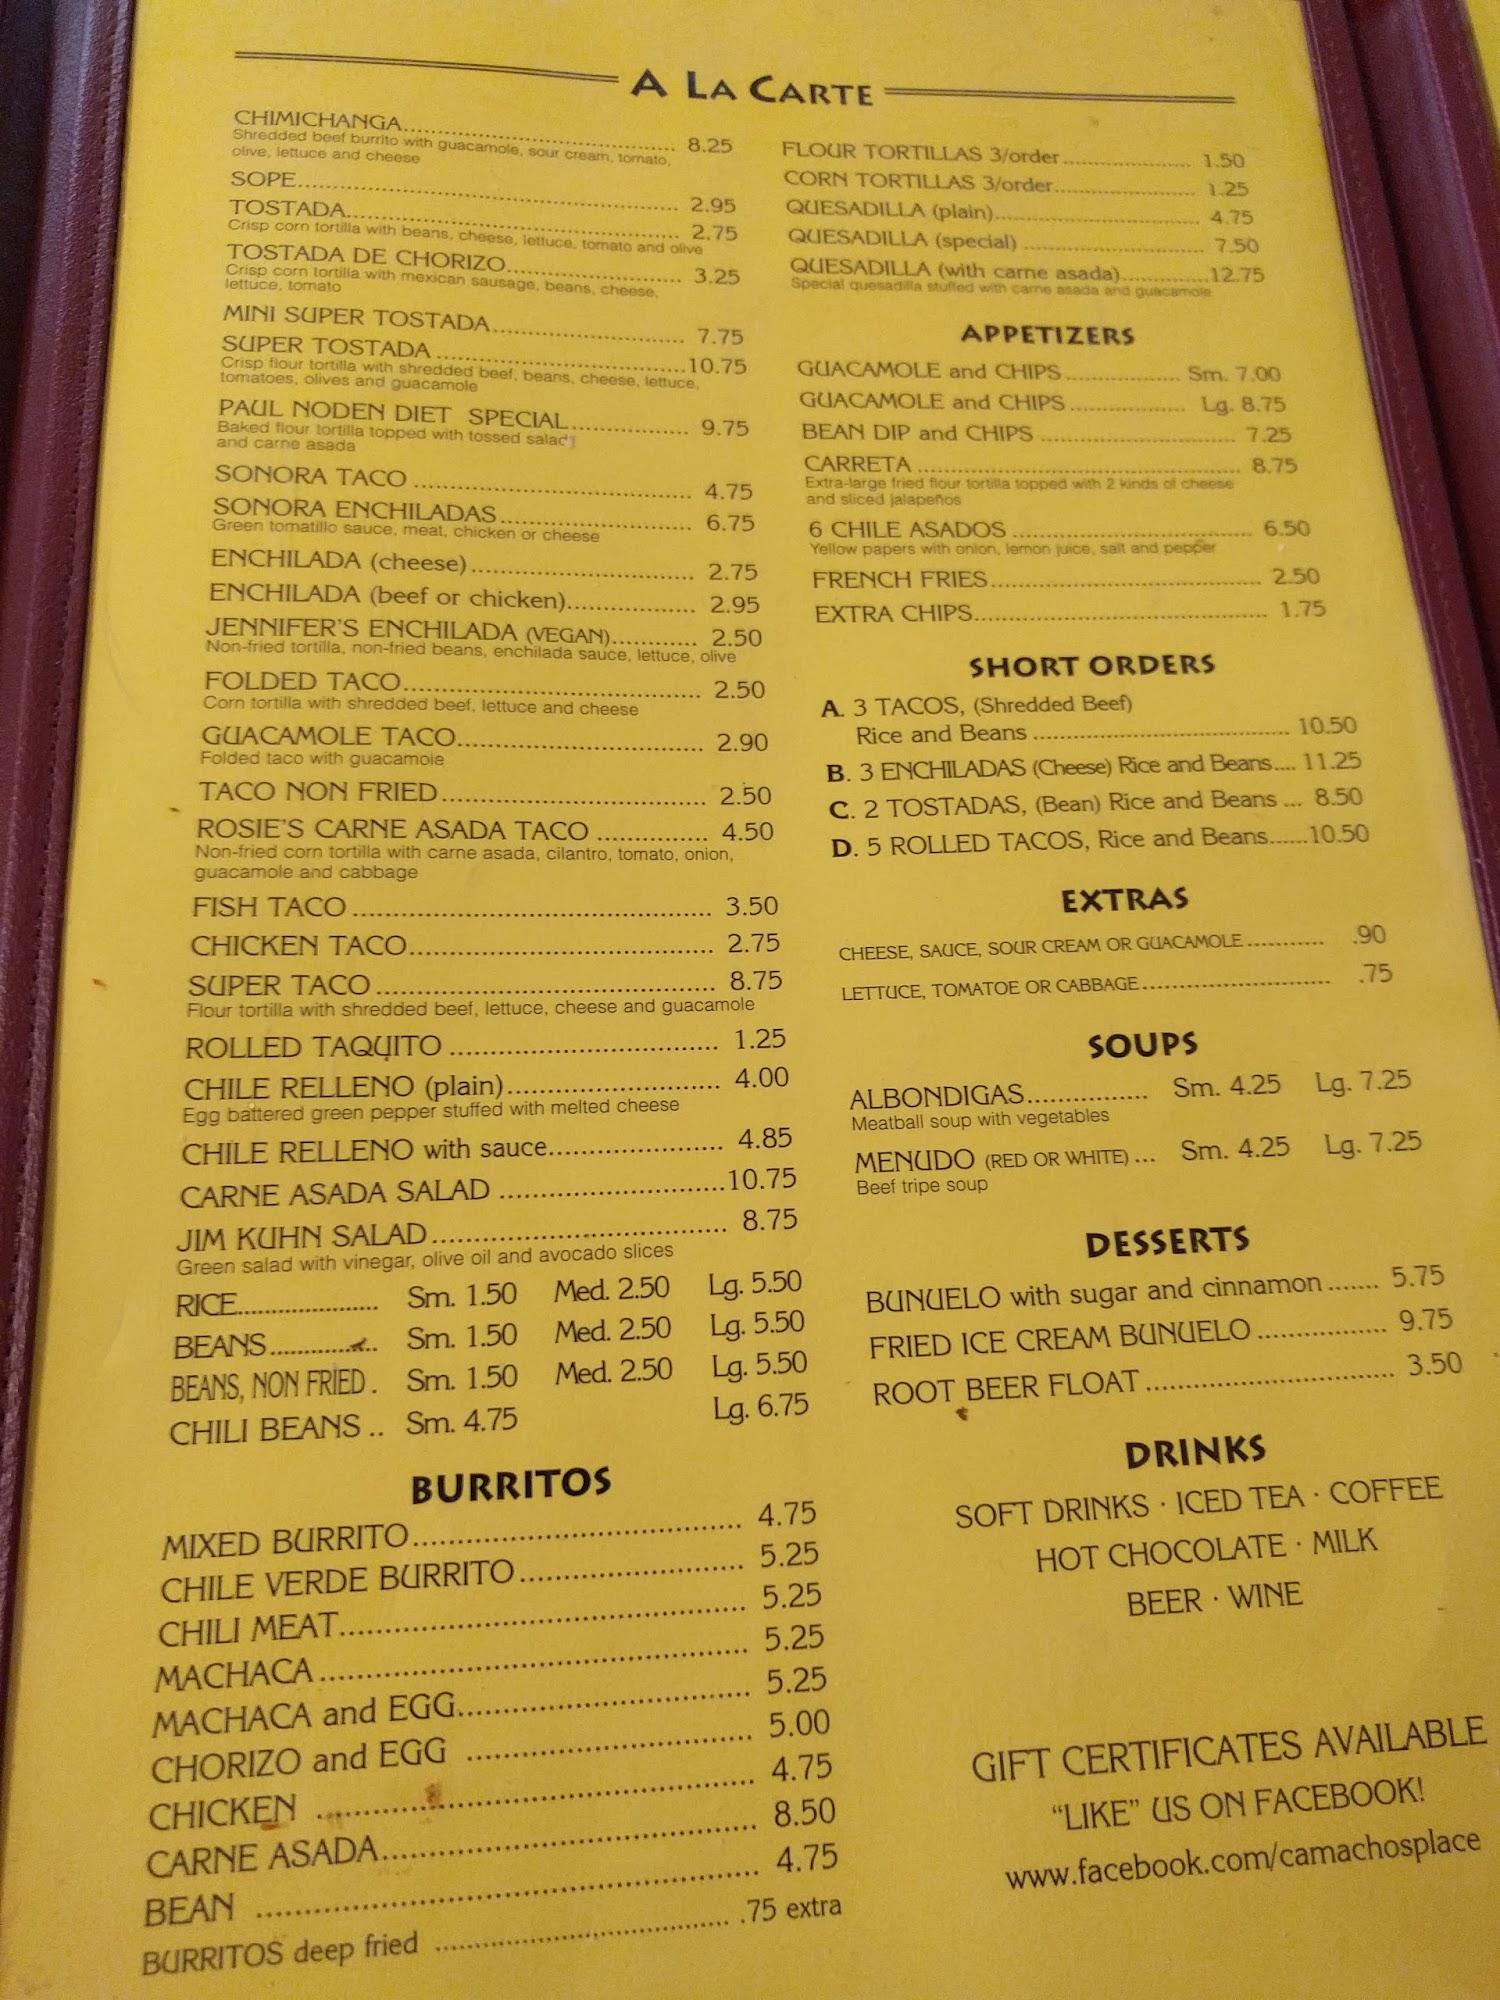 A LA CARTE
CHIMICHANGA........ 8.25
Shredded beef burrito with guacamole, sour cream, tomato,
olive, lettuce and cheese
SOPE........ 2.95
TOSTADA........ 2.75
Crisp corn tortilla with beans, cheese, lettuce, tomato and olive
TOSTADA DE CHORIZO........ 3.25
Crisp corn tortilla with mexican sausage, beans, cheese,
lettuce, tomato
MINI SUPER TOSTADA........ 7.75
SUPER TOSTADA ........10.75
Crisp flour tortilla with shredded beef, beans, cheese, lettuce,
tomatoes, olives and guacamole
PAUL NODEN DIET SPECIAL........ 9.75
Baked flour tortilla topped with tossed salad
and carne asada
SONORA TACO ........ 4.75
SONORA ENCHILADAS........ 6.75
Green tomatillo sauce, meat, chicken or cheese
ENCHILADA (cheese)........ 2.75
ENCHILADA (beef or chicken)........ 2.95
JENNIFER'S ENCHILADA (VEGAN)........ 2.50
Non-fried tortilla, non-fried beans, enchilada sauce, lettuce, olive
FOLDED TACO........ 2.50
Corn tortilla with shredded beef, lettuce and cheese
GUACAMOLE TACO........ 2.90
Folded taco with guacamole
TACO NON FRIED........ 2.50
ROSIE'S CARNE ASADA TACO ........ 4.50
Non-fried corn tortilla with carne asada, cilantro, tomato, onion,
guacamole and cabbage
FISH TACO ........ 3.50
CHICKEN TACO........ 2.75
SUPER TACO ........ 8.75
Flour tortilla with shredded beef, lettuce, cheese and guacamole
ROLLED TAQUITO ........ 1.25
CHILE RELLENO (plain)........ 4.00
Egg battered green pepper stuffed with melted cheese
CHILE RELLENO with sauce........ 4.85
CARNE ASADA SALAD ........10.75
JIM KUHN SALAD........ 8.75
Green salad with vinegar, olive oil and avocado slices
RICE........ Sm. 1.50 Med. 2.50 Lg. 5.50
BEANS........ Sm. 1.50 Med. 2.50 Lg. 5.50
BEANS, NON FRIED . Sm. 1.50 Med. 2.50 Lg. 5.50
CHILI BEANS .. Sm. 4.75 Lg. 6.75
BURRITOS
MIXED BURRITO........ 4.75
CHILE VERDE BURRITO........ 5.25
CHILI MEAT........ 5.25
MACHACA........ 5.25
MACHACA and EGG........ 5.25
CHORIZO and EGG ........ 5.00
CHICKEN ........ 4.75
CARNE ASADA........ 8.50
BEAN ........ 4.75
BURRITOS deep fried ........ .75 extra
FLOUR TORTILLAS 3/order........ 1.50
CORN TORTILLAS 3/order........ 1.25
QUESADILLA (plain)........ 4.75
QUESADILLA (special) ........ 7.50
QUESADILLA (with carne asada)........12.75
Special quesadilla stuffed with carne asada and guacamole
APPETIZERS
GUACAMOLE and CHIPS ........ Sm. 7.00
GUACAMOLE and CHIPS ........ Lg. 8.75
BEAN DIP and CHIPS ........ 7.25
CARRETA ........ 8.75
Extra-large fried flour tortilla topped with 2 kinds of cheese
and sliced jalapeños
6 CHILE ASADOS ........ 6.50
Yellow papers with onion, lemon juice, salt and pepper
FRENCH FRIES........ 2.50
EXTRA CHIPS........ 1.75
SHORT ORDERS
A. 3 TACOS, (Shredded Beef)
Rice and Beans ........ 10.50
B. 3 ENCHILADAS (Cheese) Rice and Beans.... 11.25
C. 2 TOSTADAS, (Bean) Rice and Beans ... 8.50
D. 5 ROLLED TACOS, Rice and Beans......10.50
EXTRAS
CHEESE, SAUCE, SOUR CREAM OR GUACAMOLE........ .90
LETTUCE, TOMATOE OR CABBAGE........ .75
SOUPS
ALBONDIGAS........ Sm. 4.25 Lg. 7.25
Meatball soup with vegetables
MENUDO (RED OR WHITE) ... Sm. 4.25 Lg. 7.25
Beef tripe soup
DESSERTS
BUNUELO with sugar and cinnamon ....... 5.75
FRIED ICE CREAM BUNUELO ........ 9.75
ROOT BEER FLOAT ........ 3.50
DRINKS
SOFT DRINKS · ICED TEA · COFFEE
HOT CHOCOLATE · MILK
BEER · WINE
GIFT CERTIFICATES AVAILABLE
"LIKE" US ON FACEBOOK!
www.facebook.com/camachosplace